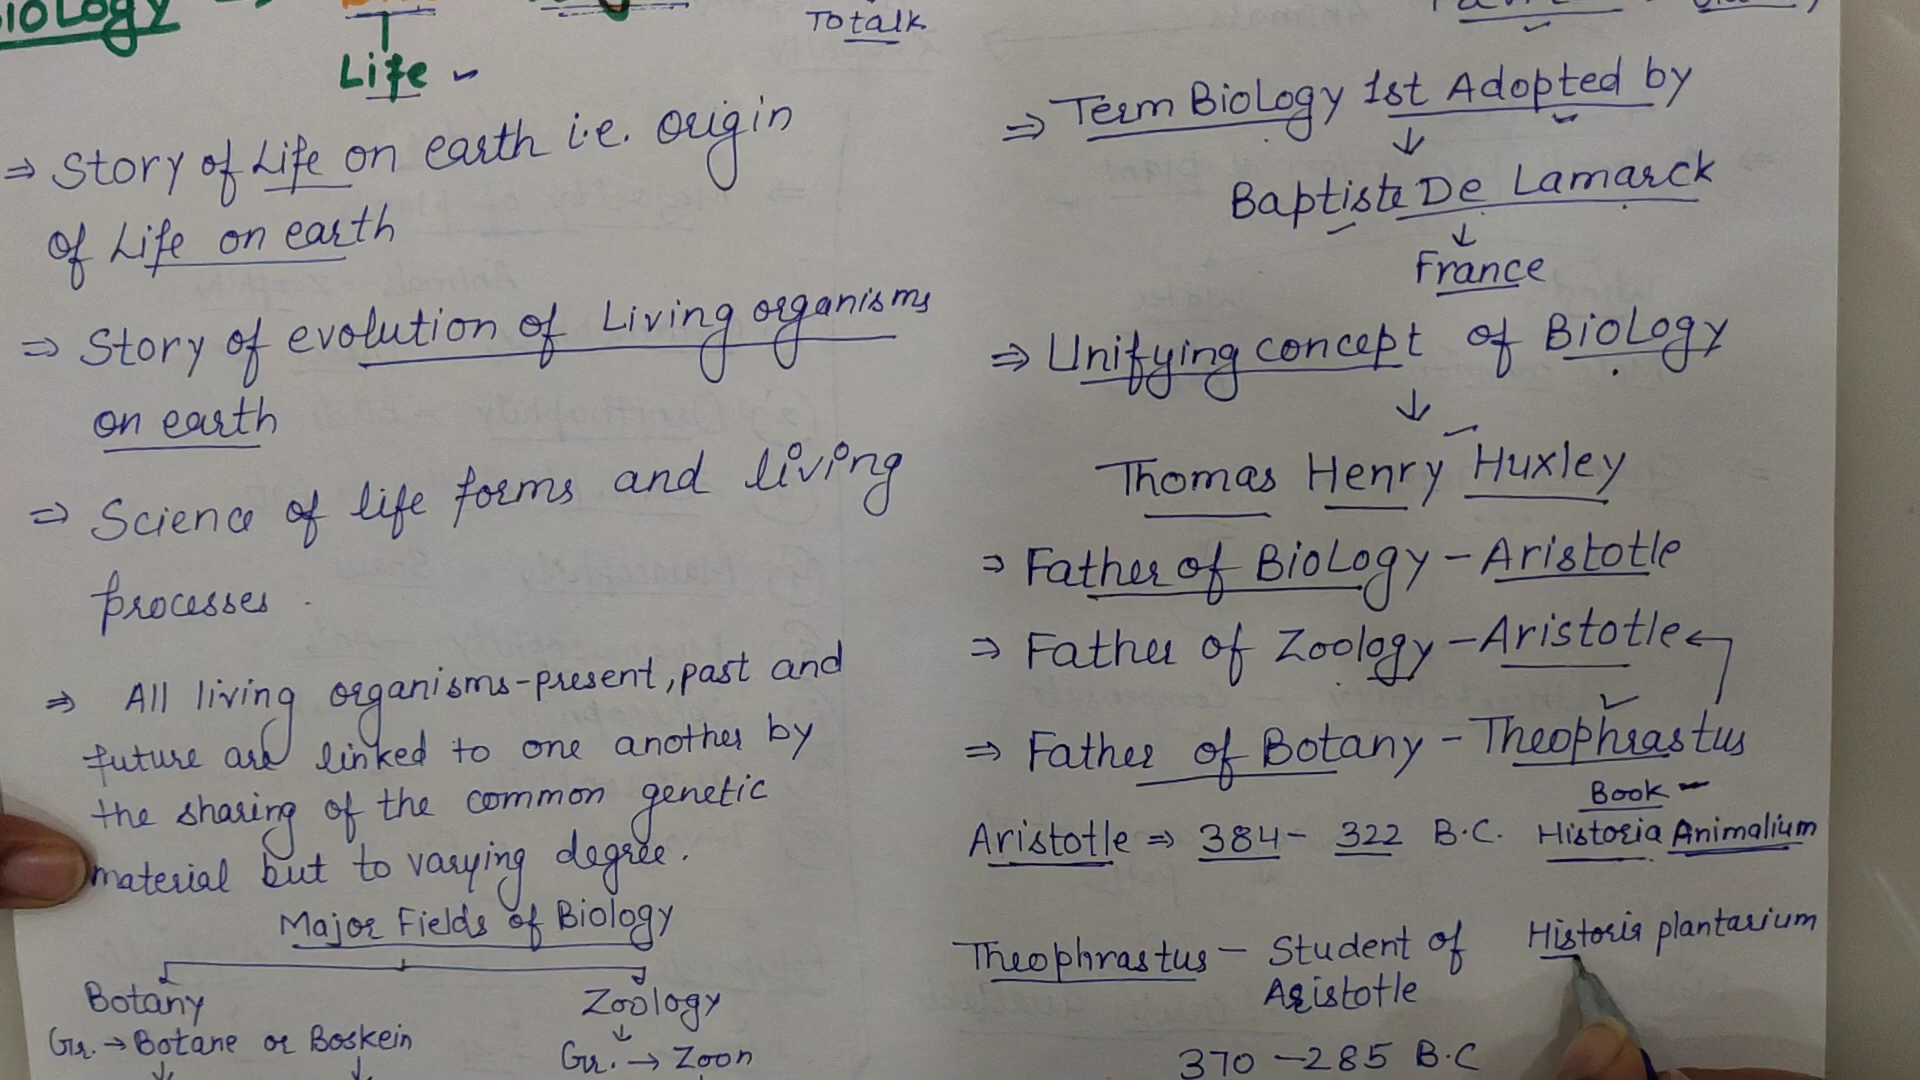 BioLogy
Life
⇒ Story of Life on earth i.e. origin
of Life on earth
⇒ Story of evolution of Living organisms
on earth
⇒ Science of life forms and living
processes
⇒ All living organisms-present, past and
future are linked to one another by
the sharing of the common genetic
material but to varying degree.
Major Fields of Biology
Botany Zoology
Gr. → Botane or Boskein Gr. → Zoon
To talk
⇒ Term BioLogy 1st Adopted by
Baptiste De Lamarck
France
⇒ Unifying concept of BioLogy
Thomas Henry Huxley
⇒ Father of BioLogy - Aristotle
⇒ Father of Zoology - Aristotle
⇒ Father of Botany - Theophrastus
Book -
Aristotle ⇒ 384 - 322 B.C. Historia Animalium
Theophrastus - Student of Historia plantarium
Aristotle
370 - 285 B.C